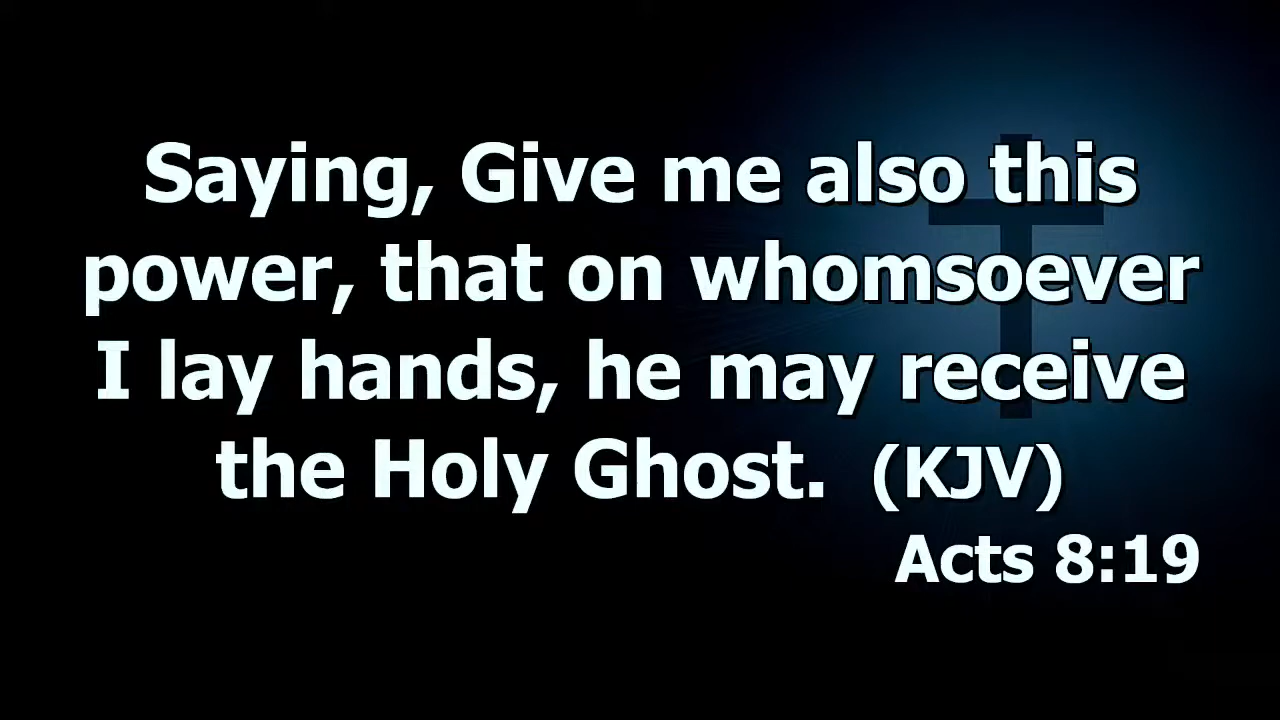 Saying, Give me also this
power, that on whomsoever
I lay hands, he may receive
the Holy Ghost. (KJV)
Acts 8:19